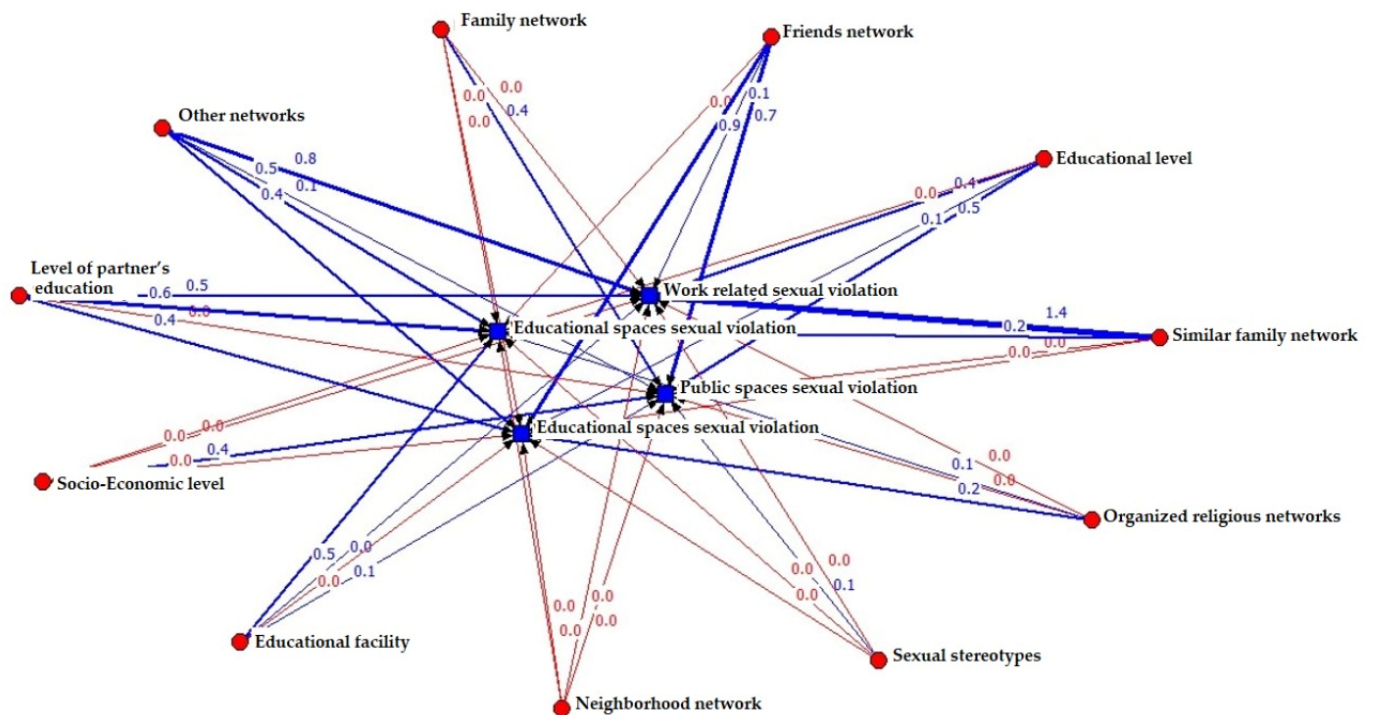 Family network
Friends network
0.0
0.0
0.4
0.0
0.0
0.1
0.9
0.7
Other networks
0.8
0.5
0.1
0.4
Educational level
0.0
0.4
0.1
0.5
Level of partner’s
education
0.6
0.5
0.0
0.4
Work related sexual violation
Educational spaces sexual violation
1.4
0.2
Similar family network
0.0
0.0
Public spaces sexual violation
Educational spaces sexual violation
0.0
0.0
0.4
0.0
Socio-Economic level
0.0
0.1
0.0
0.2
Organized religious networks
0.5
0.0
0.0
0.1
Educational facility
0.0
0.0
0.0
0.0
Neighborhood network
0.0
0.0
0.1
0.0
Sexual stereotypes